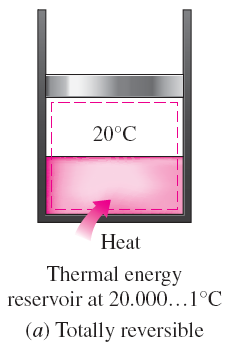 20°C
Heat
Thermal energy
reservoir at 20.000...1°C
(a) Totally reversible